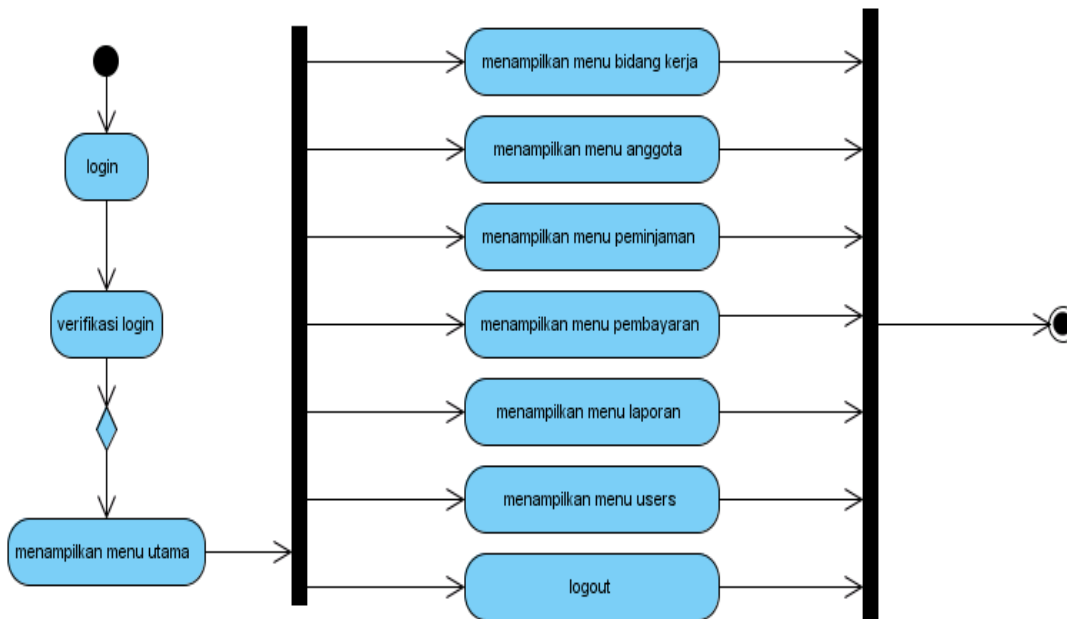 login
verifikasi login
menampilkan menu utama
menampilkan menu bidang kerja
menampilkan menu anggota
menampilkan menu peminjaman
menampilkan menu pembayaran
menampilkan menu laporan
menampilkan menu users
logout